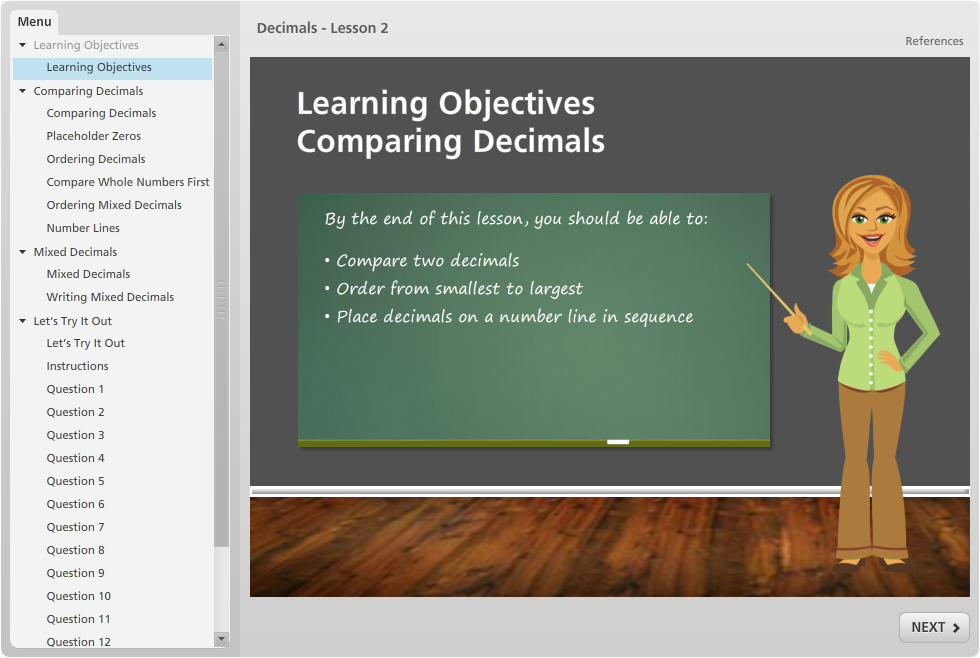 Menu
Learning Objectives
Learning Objectives
Comparing Decimals
Comparing Decimals
Placeholder Zeros
Ordering Decimals
Compare Whole Numbers First
Ordering Mixed Decimals
Number Lines
Mixed Decimals
Mixed Decimals
Writing Mixed Decimals
Let's Try It Out
Let's Try It Out
Instructions
Question 1
Question 2
Question 3
Question 4
Question 5
Question 6
Question 7
Question 8
Question 9
Question 10
Question 11
Question 12
Decimals - Lesson 2
References
Learning Objectives
Comparing Decimals
By the end of this lesson, you should be able to:
• Compare two decimals
• Order from smallest to largest
• Place decimals on a number line in sequence
NEXT